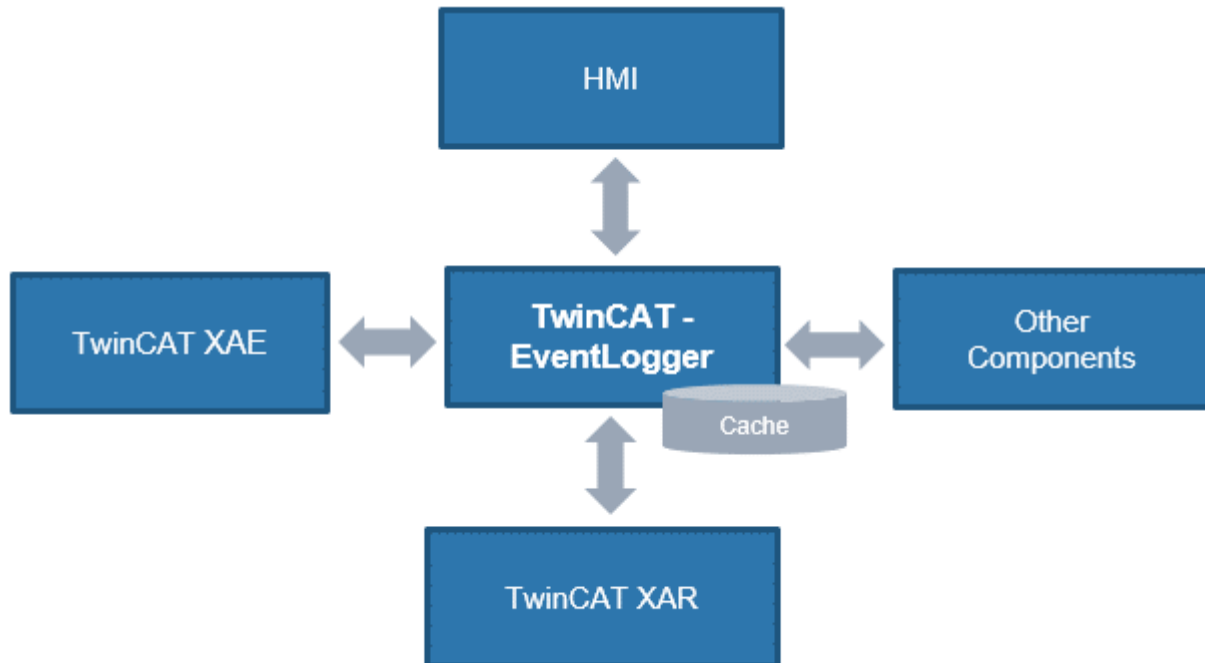 HMI
TwinCAT XAE
TwinCAT -
EventLogger
Other
Components
Cache
TwinCAT XAR